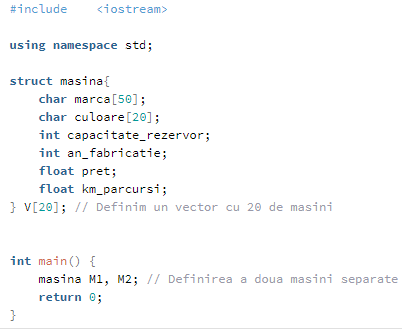 #include    <iostream>
using namespace std;
struct masina{
    char marca[50];
    char culoare[20];
    int capacitate_rezervor;
    int an_fabricatie;
    float pret;
    float km_parcursi;
} V[20]; // Definim un vector cu 20 de masini
int main() {
    masina M1, M2; // Definirea a doua masini separate
    return 0;
}